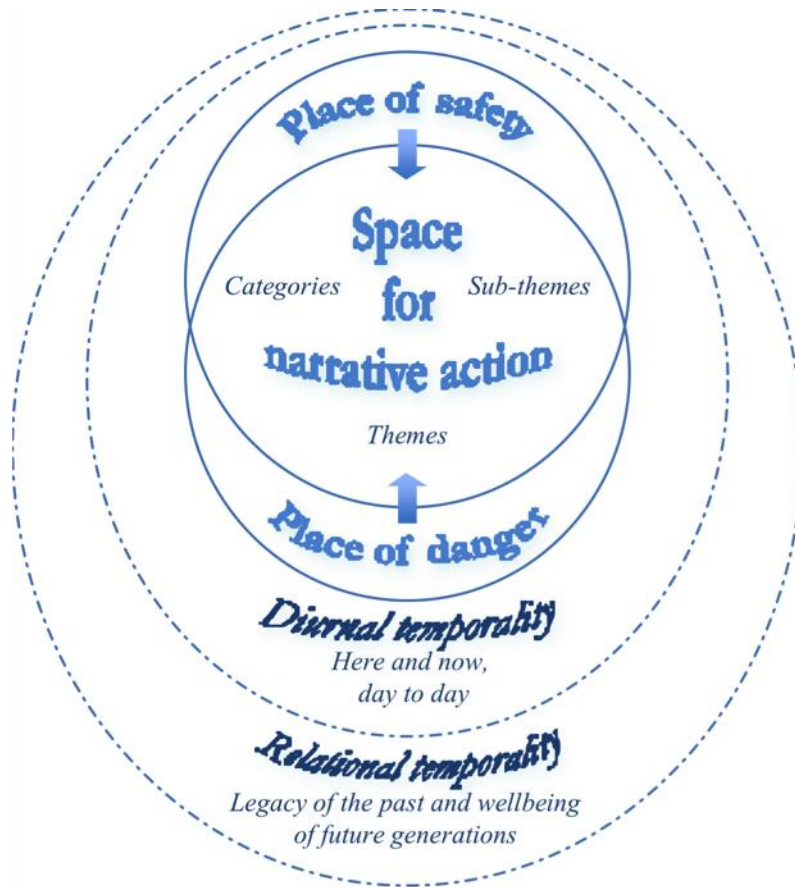 Place of safety
Space
Categories
Sub-themes
for
narrative action
Themes
Place of danger
Diurnal temporality
Here and now,
day to day
Relational temporality
Legacy of the past and wellbeing
of future generations